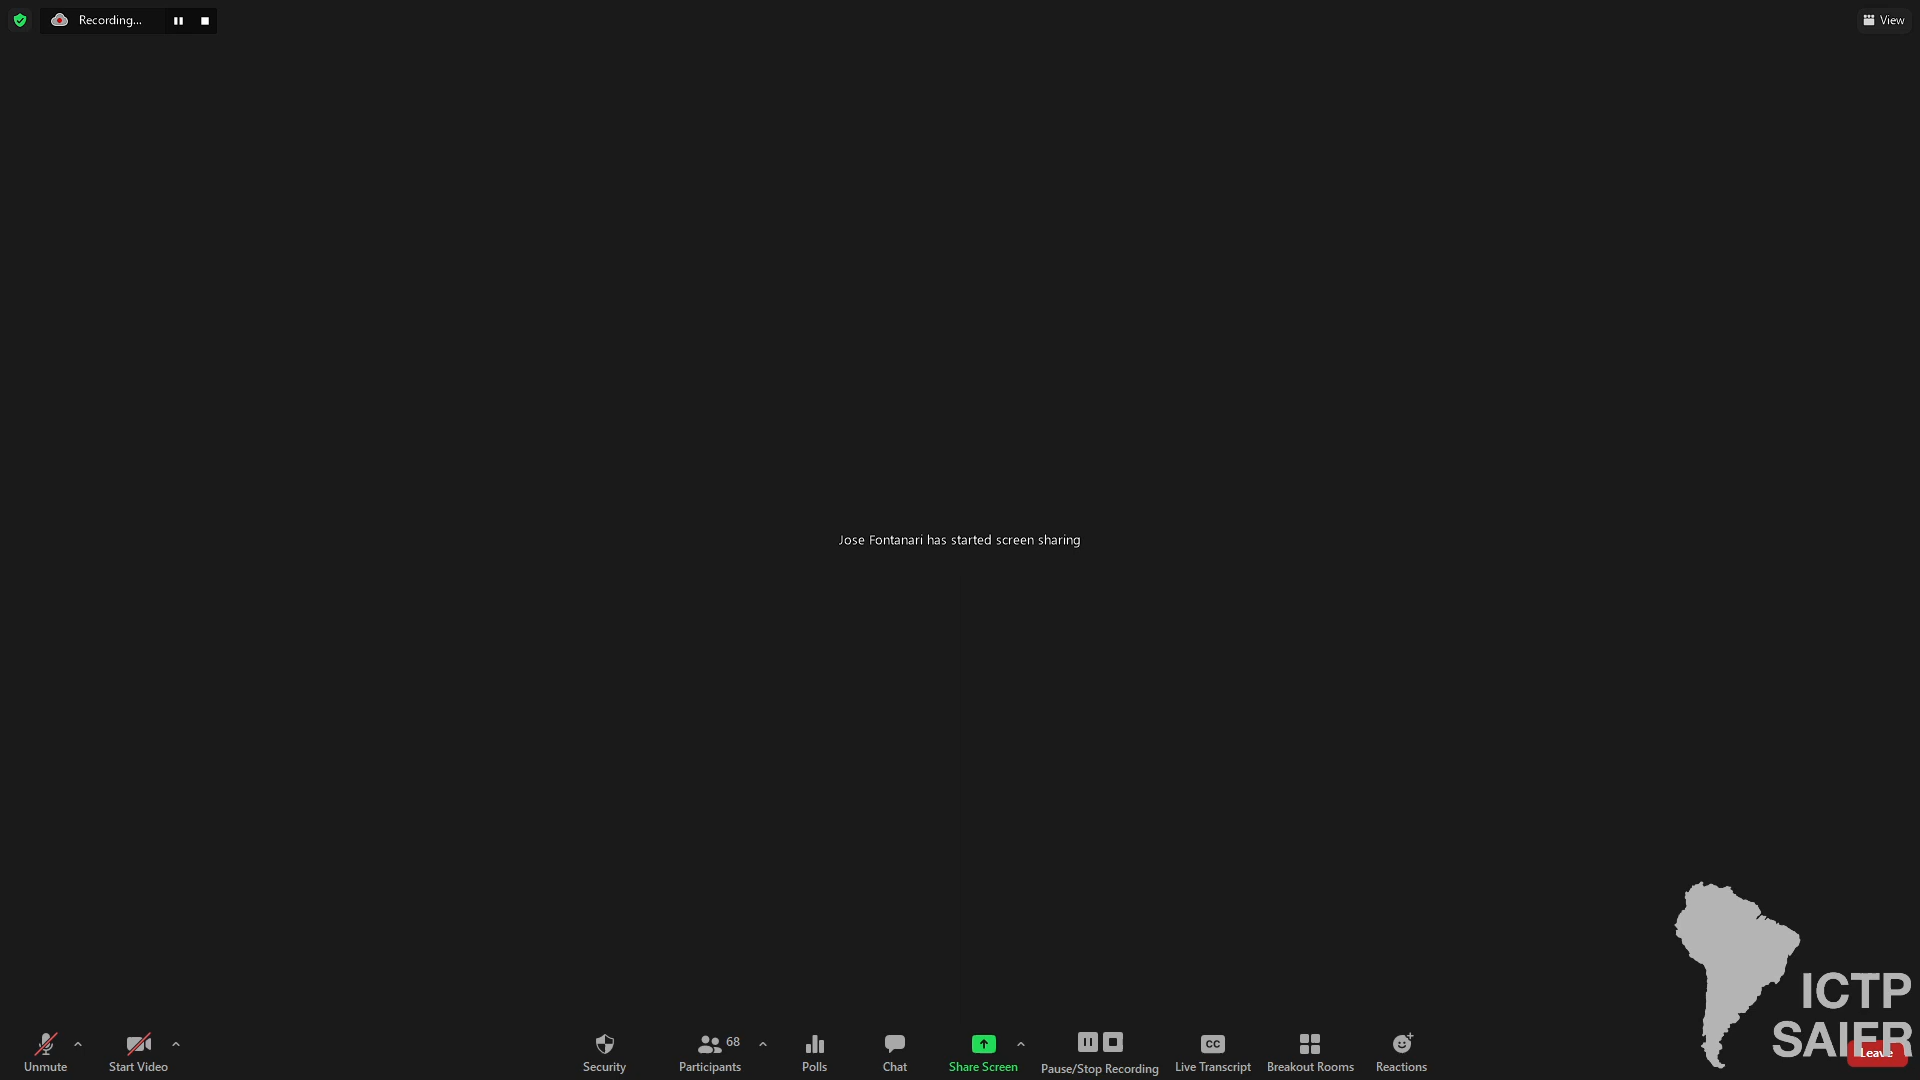 Recording...
View
Jose Fontanari has started screen sharing
Unmute
Start Video
Security
68
Participants
Polls
Chat
Share Screen
Pause/Stop Recording
CC
Live Transcript
Breakout Rooms
Reactions
ICTP
SAIFR
Leave